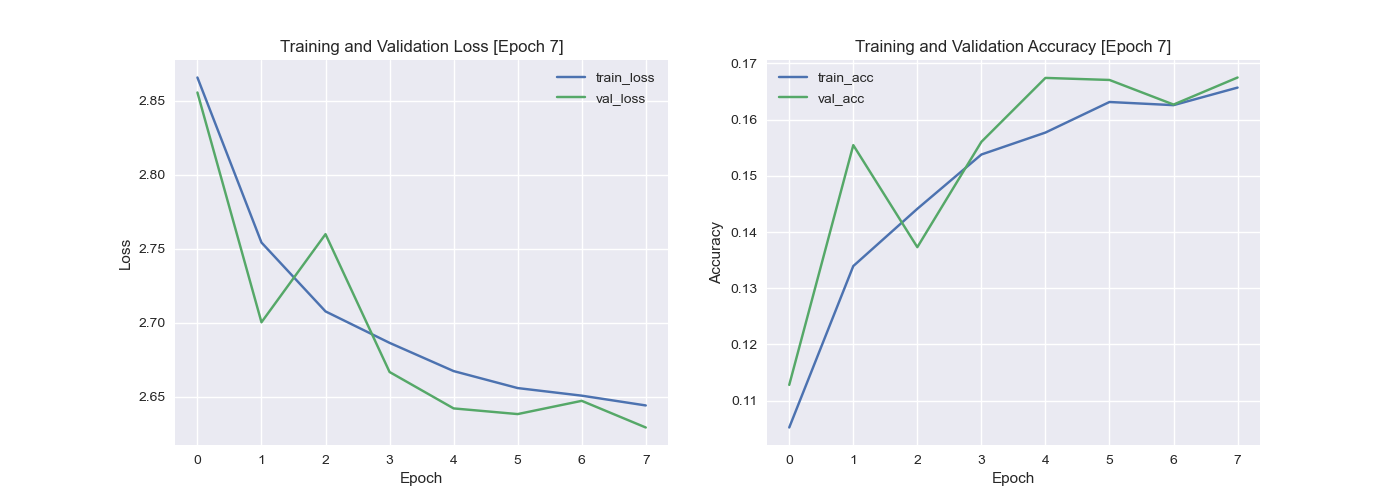 Training and Validation Loss [Epoch 7]
train_loss
val_loss
2.85
2.80
2.75
2.70
2.65
Loss
0 1 2 3 4 5 6 7
Epoch
Training and Validation Accuracy [Epoch 7]
train_acc
val_acc
0.17
0.16
0.15
0.14
0.13
0.12
0.11
Accuracy
0 1 2 3 4 5 6 7
Epoch